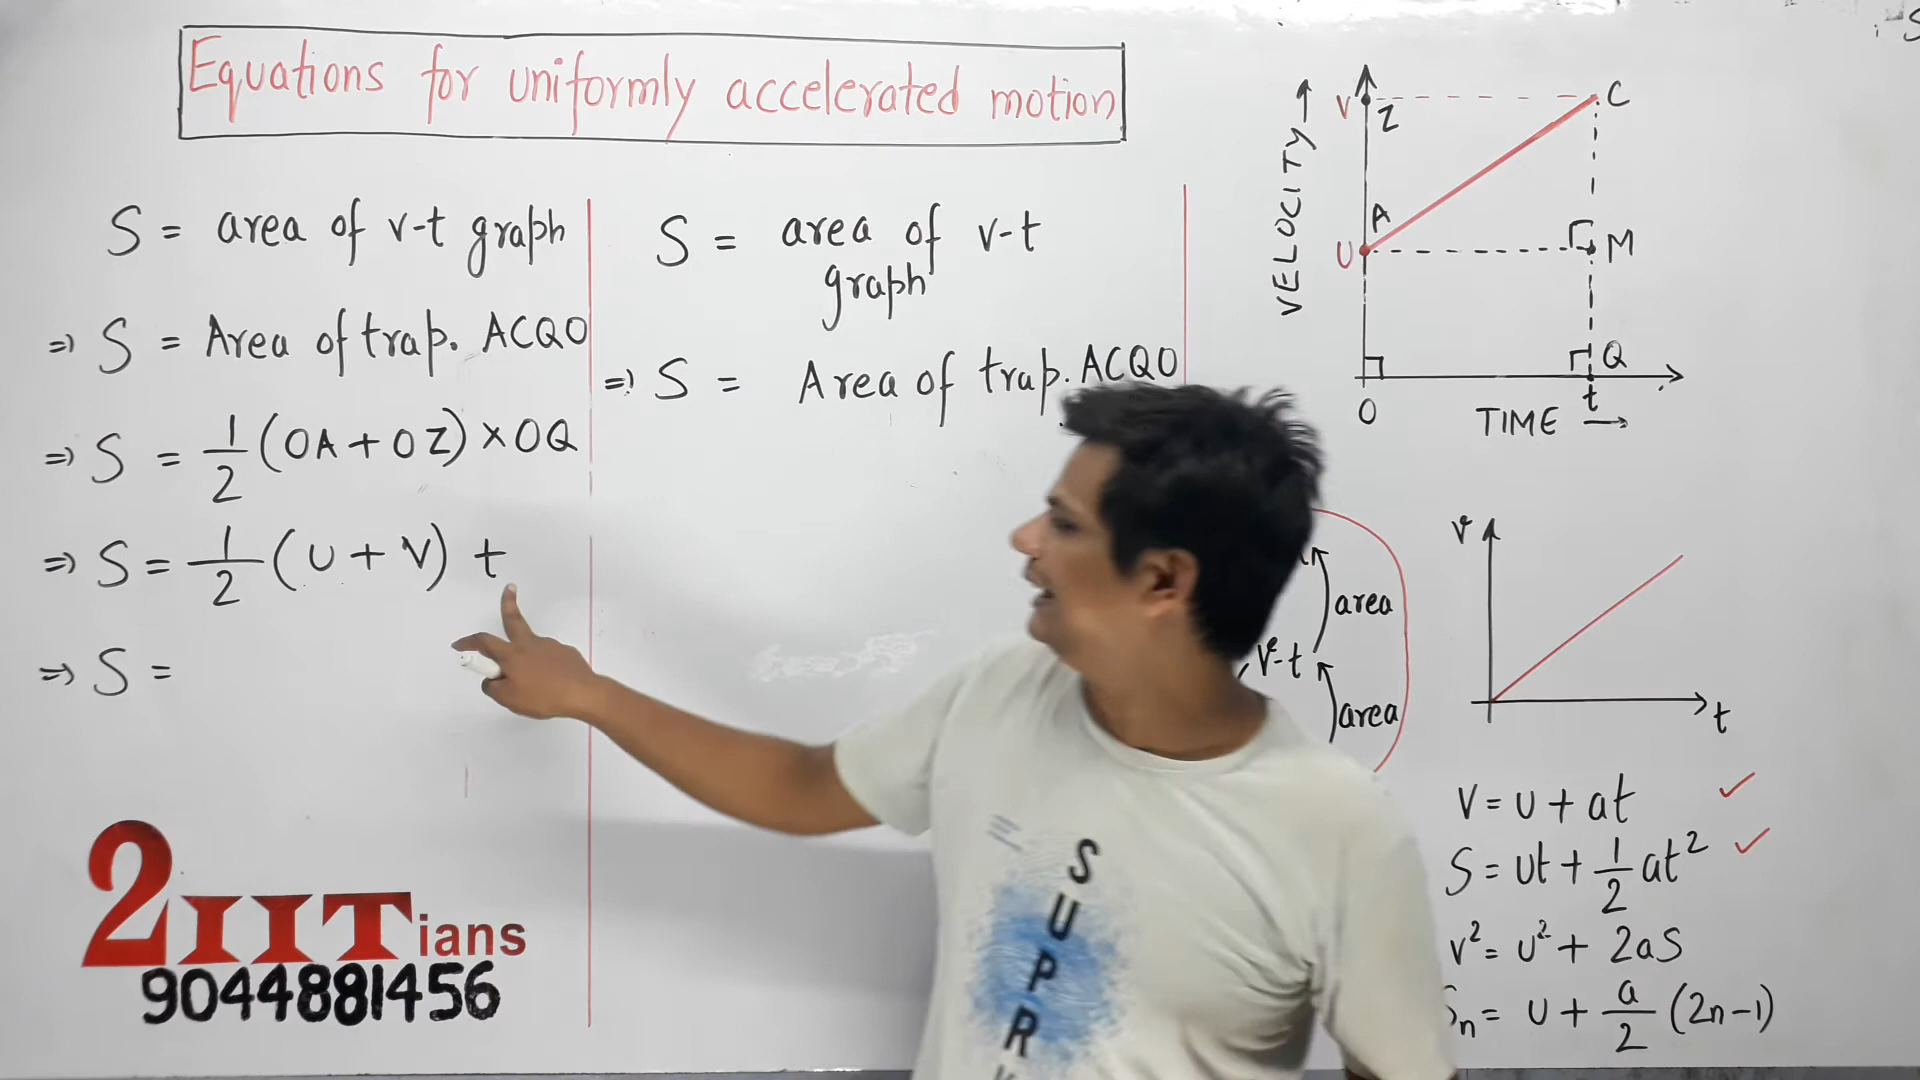 Equations for uniformly accelerated motion
S = area of v-t graph
⇒ S = Area of trap. ACQO
⇒ S = 1/2 (OA + OZ) × OQ
⇒ S = 1/2 (U + V) t
⇒ S =
2IITians
9044881456
S = area of v-t
graph
⇒ S = Area of trap. ACQO
VELOCITY →
V
Z
C
A
U
M
Q
O
t
TIME →
area
v-t
area
v
t
V = U + at ✓
S = Ut + 1/2 at² ✓
V² = U² + 2aS
Sn = U + a/2 (2n-1)
S
U
P
R